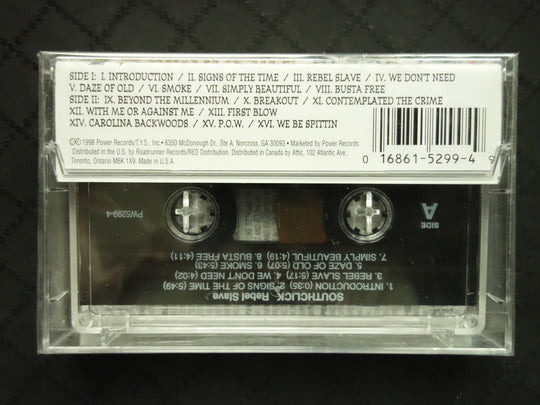 SIDE I: I. INTRODUCTION / II. SIGNS OF THE TIME / III. REBEL SLAVE / IV. WE DON'T NEED
V. DAZE OF OLD / VI. SMOKE / VII. SIMPLY BEAUTIFUL / VIII. BUSTA FREE
SIDE II: IX. BEYOND THE MILLENNIUM / X. BREAKOUT / XI. CONTEMPLATED THE CRIME
XII. WITH ME OR AGAINST ME / XIII. FIRST BLOW
XIV. CAROLINA BACKWOODS / XV. P.O.W. / XVI. WE BE SPITTIN
©℗ 1998 Power Records/T.Y.S., Inc • 6350 McDonough Dr., Ste A, Norcross, GA 30093 • Marketed by Power Records
Distributed in the U.S. by Roadrunner Records/RED Distribution. Distributed in Canada by Attic, 102 Atlantic Ave.,
Toronto, Ontario M6K 1X9. Made in U.S.A.
0 16861-5299-4 9
SIDE
A
PW5299-4
SOUTHCLICK Rebel Slave
1. INTRODUCTION (0:35) 2. SIGNS OF THE TIME (5:49)
3. REBEL SLAVE (5:17) 4. WE DON'T NEED (4:02)
5. DAZE OF OLD (5:07) 6. SMOKE (5:43)
7. SIMPLY BEAUTIFUL (4:19) 8. BUSTA FREE (4:11)